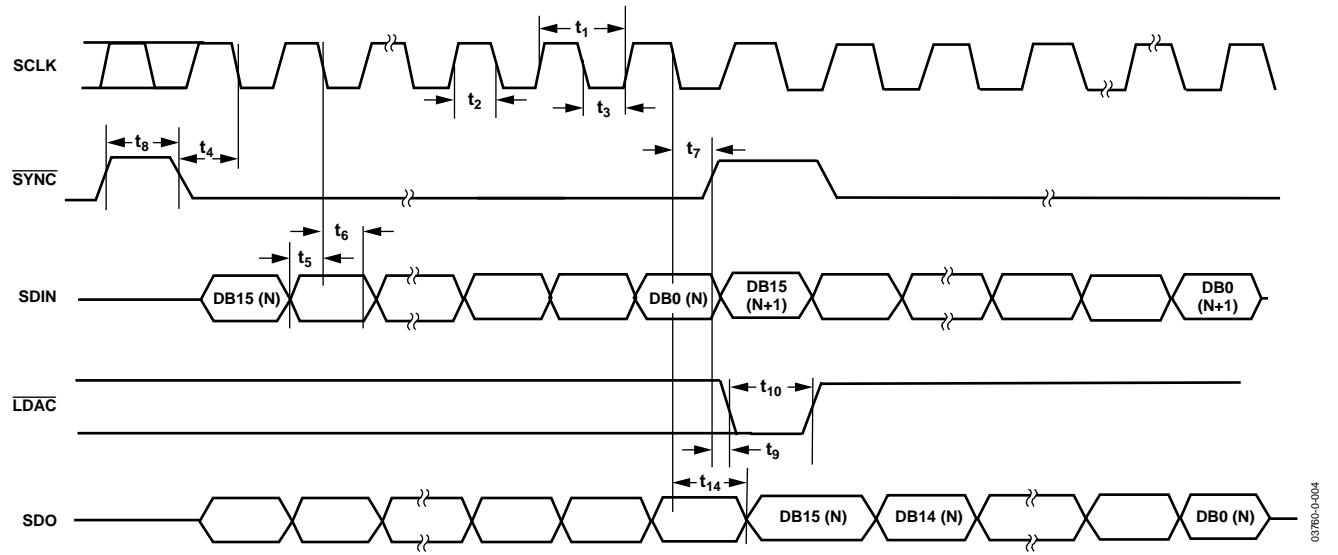 t1
SCLK
t2
t3
t8
t4
t7
SYNC
t6
t5
SDIN
DB15 (N)
DB0 (N)
DB15
(N+1)
DB0
(N+1)
t10
LDAC
t9
t14
SDO
DB15 (N)
DB14 (N)
DB0 (N)
03760-0-004